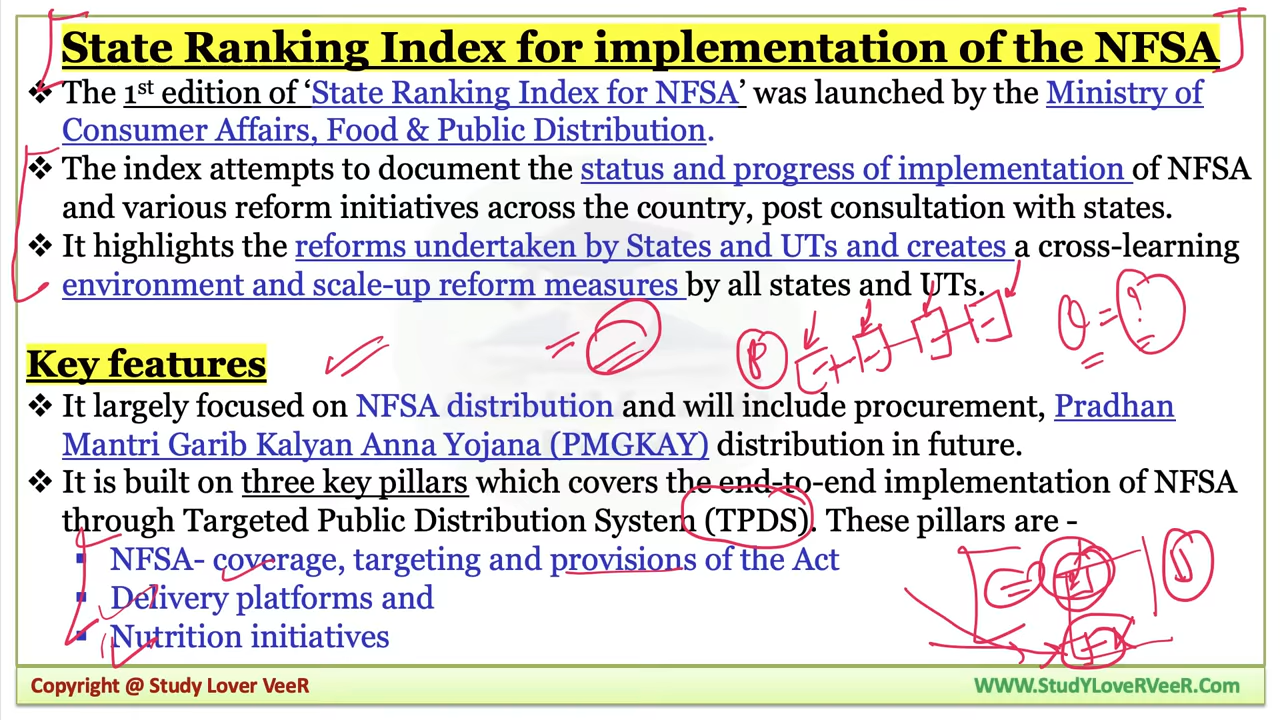 State Ranking Index for implementation of the NFSA
❖ The 1st edition of ‘State Ranking Index for NFSA’ was launched by the Ministry of
Consumer Affairs, Food & Public Distribution.
❖ The index attempts to document the status and progress of implementation of NFSA
and various reform initiatives across the country, post consultation with states.
❖ It highlights the reforms undertaken by States and UTs and creates a cross-learning
environment and scale-up reform measures by all states and UTs.
Key features
❖ It largely focused on NFSA distribution and will include procurement, Pradhan
Mantri Garib Kalyan Anna Yojana (PMGKAY) distribution in future.
❖ It is built on three key pillars which covers the end-to-end implementation of NFSA
through Targeted Public Distribution System (TPDS). These pillars are -
▪ NFSA- coverage, targeting and provisions of the Act
▪ Delivery platforms and
▪ Nutrition initiatives
Copyright @ Study Lover VeeR
WWW.StudYLoveRVeeR.Com